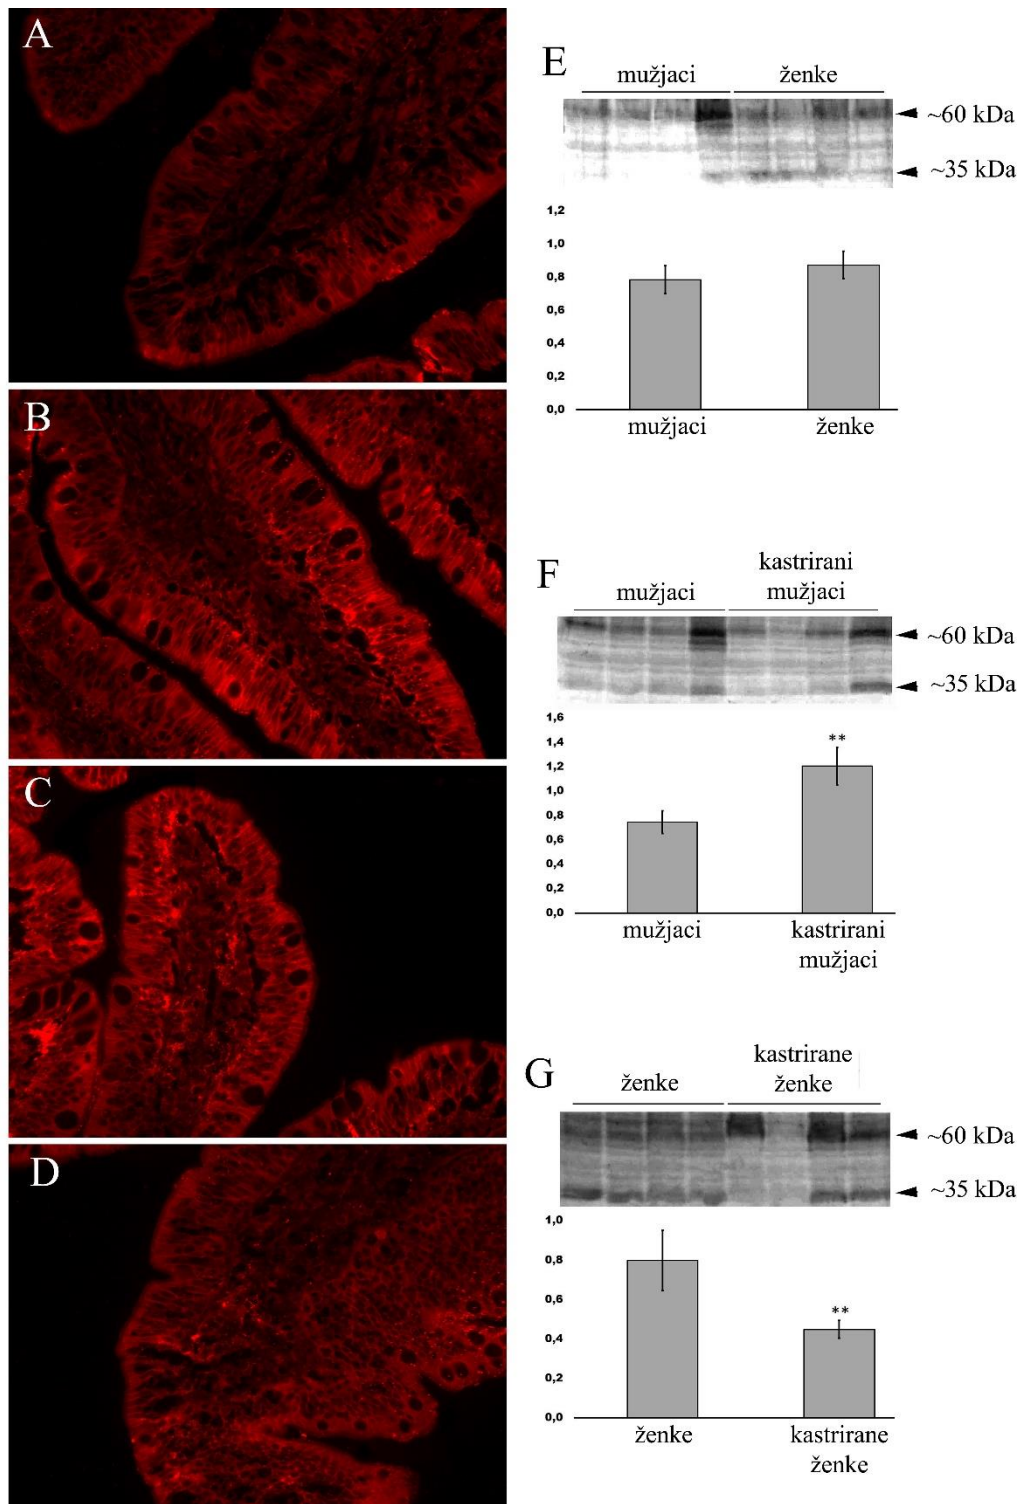 A
B
C
D
E
mužjaci ženke
~60 kDa
~35 kDa
1,2
1,0
0,8
0,6
0,4
0,2
0,0
mužjaci ženke
F
mužjaci kastrirani
mužjaci
~60 kDa
~35 kDa
1,6
1,4
1,2
**
1,0
0,8
0,6
0,4
0,2
0,0
mužjaci kastrirani
mužjaci
G
ženke kastrirane
ženke
~60 kDa
~35 kDa
1,0
0,8
0,6
**
0,4
0,2
0,0
ženke kastrirane
ženke